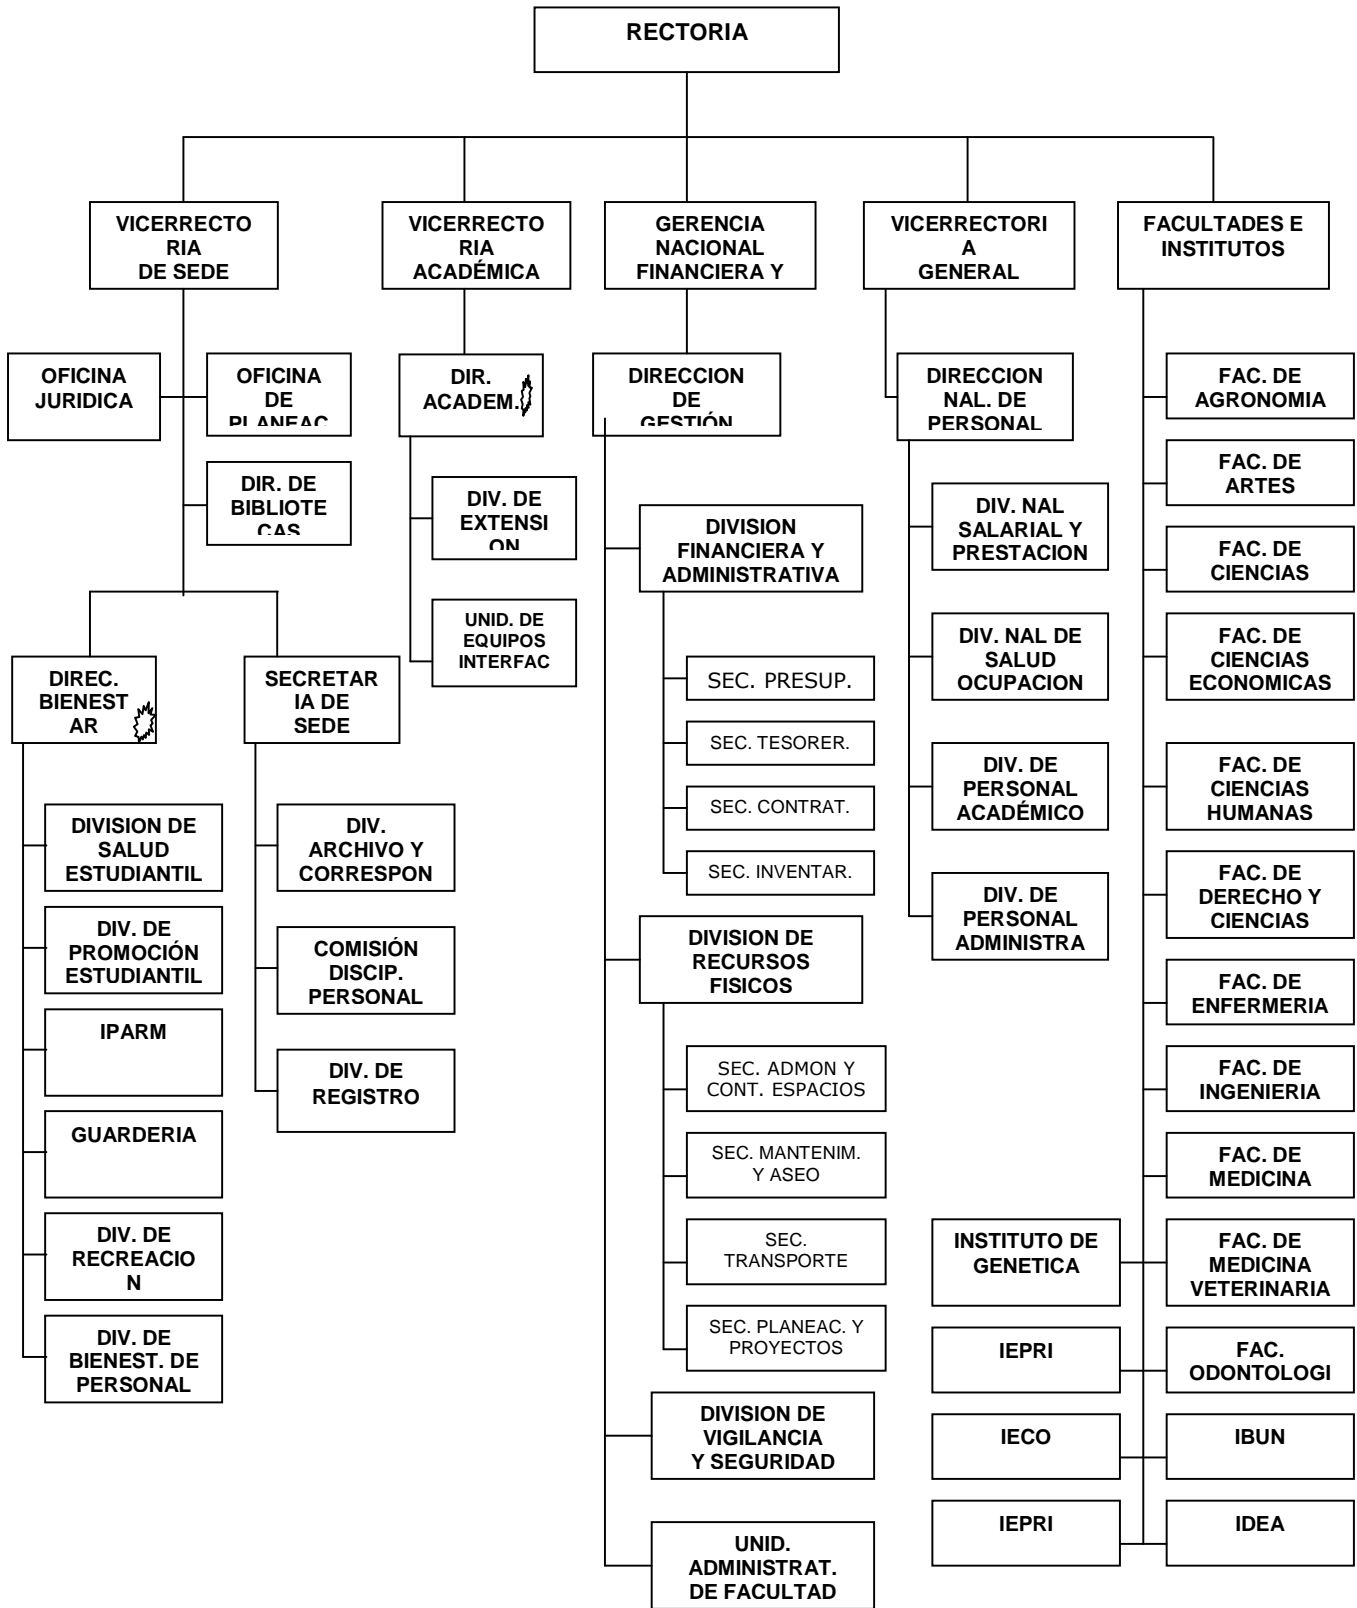 RECTORIA
VICERRECTO
RIA
DE SEDE
VICERRECTO
RIA
ACADÉMICA
GERENCIA
NACIONAL
FINANCIERA Y
VICERRECTORI
A
GENERAL
FACULTADES E
INSTITUTOS
OFICINA
JURIDICA
OFICINA
DE
PLANEAC
DIR. DE
BIBLIOTE
CAS
DIREC.
BIENEST
AR
SECRETAR
IA DE
SEDE
DIVISION DE
SALUD
ESTUDIANTIL
DIV. DE
PROMOCIÓN
ESTUDIANTIL
IPARM
GUARDERIA
DIV. DE
RECREACIO
N
DIV. DE
BIENEST. DE
PERSONAL
DIV.
ARCHIVO Y
CORRESPON
COMISIÓN
DISCIP.
PERSONAL
DIV. DE
REGISTRO
DIR.
ACADEM.
DIV. DE
EXTENSI
ON
UNID. DE
EQUIPOS
INTERFAC
DIRECCION
DE
GESTIÓN
DIVISION
FINANCIERA Y
ADMINISTRATIVA
SEC. PRESUP.
SEC. TESORER.
SEC. CONTRAT.
SEC. INVENTAR.
DIVISION DE
RECURSOS
FISICOS
SEC. ADMON Y
CONT. ESPACIOS
SEC. MANTENIM.
Y ASEO
SEC.
TRANSPORTE
SEC. PLANEAC. Y
PROYECTOS
DIVISION DE
VIGILANCIA
Y SEGURIDAD
UNID.
ADMINISTRAT.
DE FACULTAD
DIRECCION
NAL. DE
PERSONAL
DIV. NAL
SALARIAL Y
PRESTACION
DIV. NAL DE
SALUD
OCUPACION
DIV. DE
PERSONAL
ACADÉMICO
DIV. DE
PERSONAL
ADMINISTRA
FAC. DE
AGRONOMIA
FAC. DE
ARTES
FAC. DE
CIENCIAS
FAC. DE
CIENCIAS
ECONOMICAS
FAC. DE
CIENCIAS
HUMANAS
FAC. DE
DERECHO Y
CIENCIAS
FAC. DE
ENFERMERIA
FAC. DE
INGENIERIA
FAC. DE
MEDICINA
INSTITUTO DE
GENETICA
FAC. DE
MEDICINA
VETERINARIA
IEPRI
FAC.
ODONTOLOGI
IECO
IBUN
IEPRI
IDEA